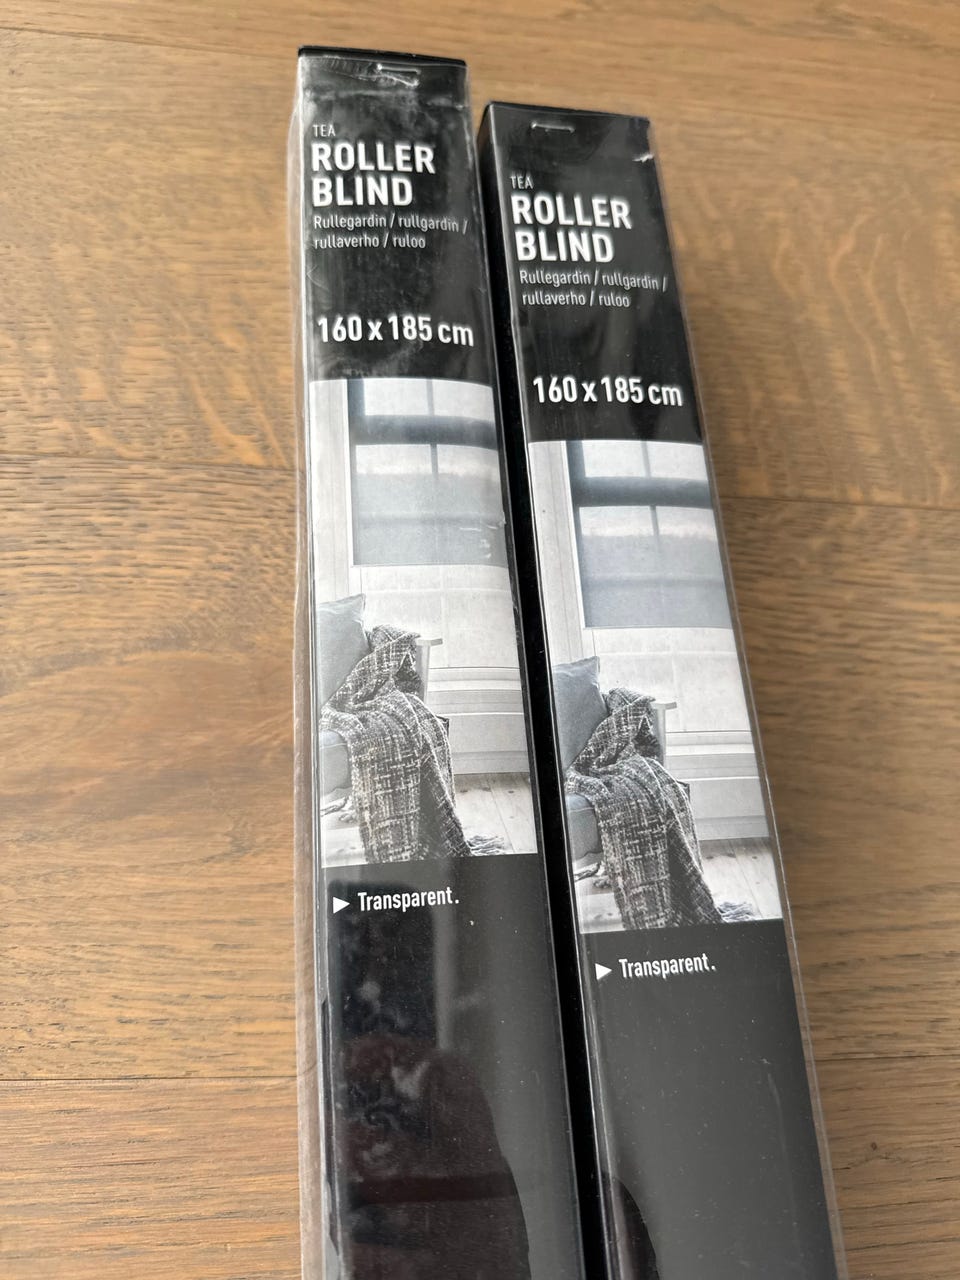 TEA
ROLLER
BLIND
Rullegardin / rullgardin /
rullaverho / ruloo
160 x 185 cm
▶ Transparent.
TEA
ROLLER
BLIND
Rullegardin / rullgardin /
rullaverho / ruloo
160 x 185 cm
▶ Transparent.